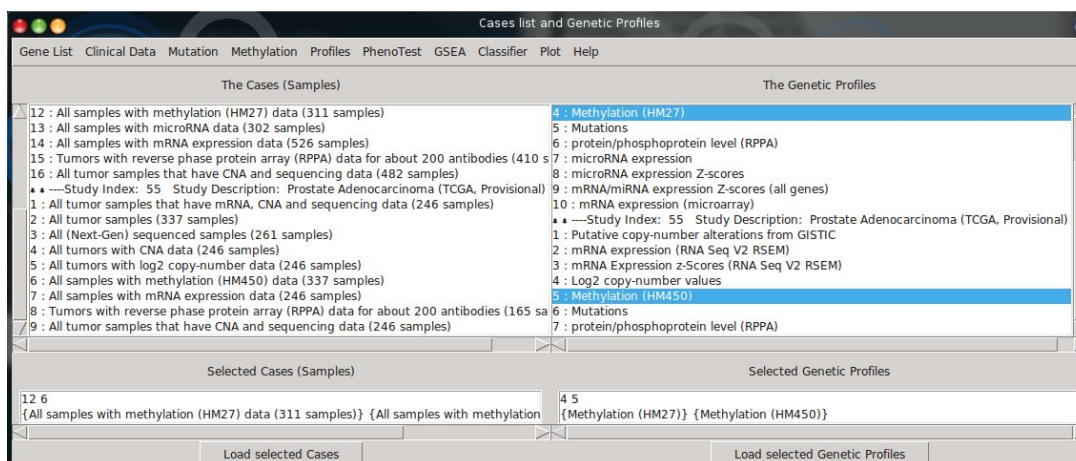 Cases list and Genetic Profiles
Gene List Clinical Data Mutation Methylation Profiles PhenoTest GSEA Classifier Plot Help
The Cases (Samples)
12 : All samples with methylation (HM27) data (311 samples)
13 : All samples with microRNA data (302 samples)
14 : All samples with mRNA expression data (526 samples)
15 : Tumors with reverse phase protein array (RPPA) data for about 200 antibodies (410 s
16 : All tumor samples that have CNA and sequencing data (482 samples)
----Study Index: 55 Study Description: Prostate Adenocarcinoma (TCGA, Provisional)
1 : All tumor samples that have mRNA, CNA and sequencing data (246 samples)
2 : All tumor samples (337 samples)
3 : All (Next-Gen) sequenced samples (261 samples)
4 : All tumors with CNA data (246 samples)
5 : All tumors with log2 copy-number data (246 samples)
6 : All samples with methylation (HM450) data (337 samples)
7 : All samples with mRNA expression data (246 samples)
8 : Tumors with reverse phase protein array (RPPA) data for about 200 antibodies (165 sa
9 : All tumor samples that have CNA and sequencing data (246 samples)
The Genetic Profiles
4 : Methylation (HM27)
5 : Mutations
6 : protein/phosphoprotein level (RPPA)
7 : microRNA expression
8 : microRNA expression Z-scores
9 : mRNA/miRNA expression Z-scores (all genes)
10 : mRNA expression (microarray)
----Study Index: 55 Study Description: Prostate Adenocarcinoma (TCGA, Provisional)
1 : Putative copy-number alterations from GISTIC
2 : mRNA expression (RNA Seq V2 RSEM)
3 : mRNA Expression z-Scores (RNA Seq V2 RSEM)
4 : Log2 copy-number values
5 : Methylation (HM450)
6 : Mutations
7 : protein/phosphoprotein level (RPPA)
Selected Cases (Samples)
12 6
{All samples with methylation (HM27) data (311 samples)} {All samples with methylation
Load selected Cases
Selected Genetic Profiles
4 5
{Methylation (HM27)} {Methylation (HM450)}
Load selected Genetic Profiles